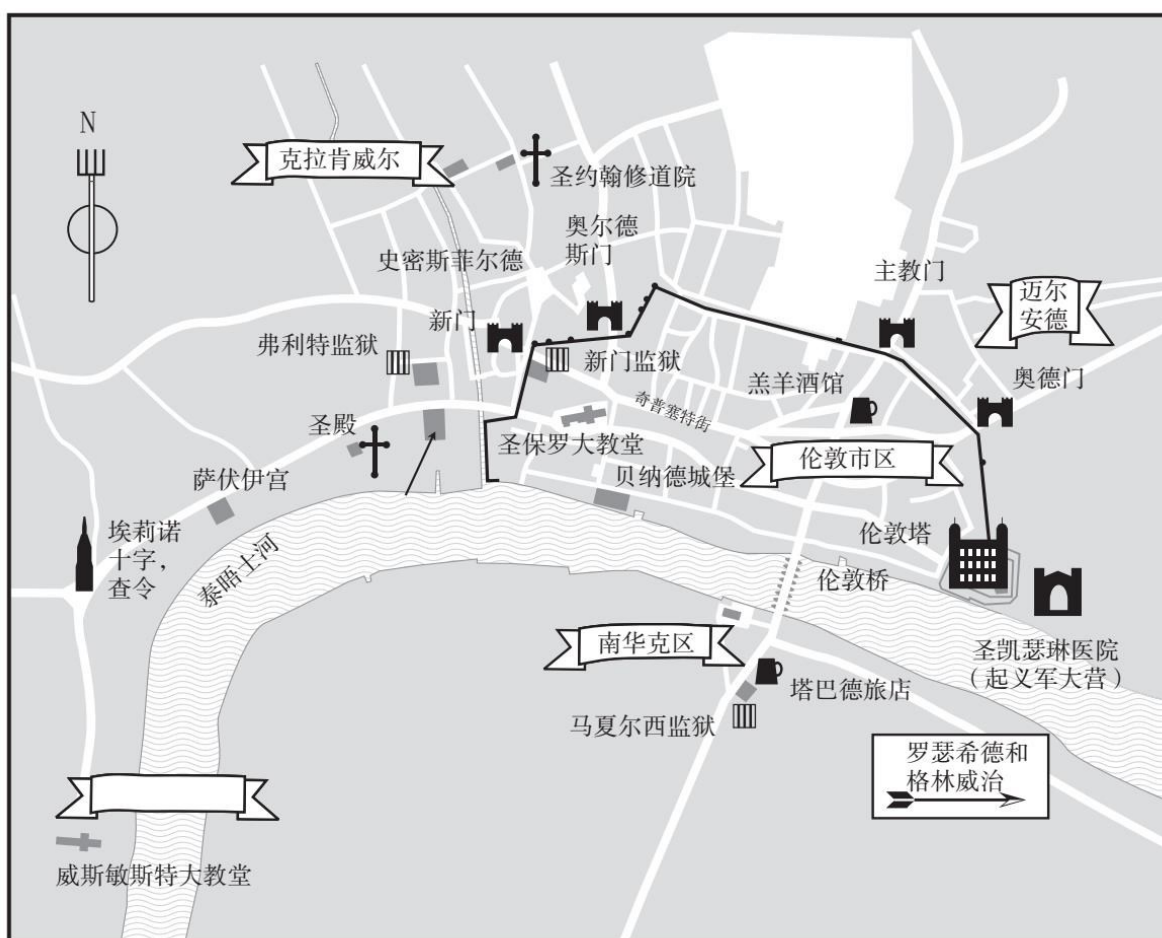 N
克拉肯威尔
圣约翰修道院
奥尔德
斯门
史密斯菲尔德
主教门
迈尔
安德
新门
弗利特监狱
新门监狱
羔羊酒馆
奥德门
奇普塞特街
圣殿
圣保罗大教堂
伦敦市区
萨伏伊宫
贝纳德城堡
埃莉诺
十字，
查令
伦敦塔
泰晤士河
伦敦桥
南华克区
圣凯瑟琳医院
（起义军大营）
塔巴德旅店
马夏尔西监狱
罗瑟希德和
格林威治
威斯敏斯特大教堂